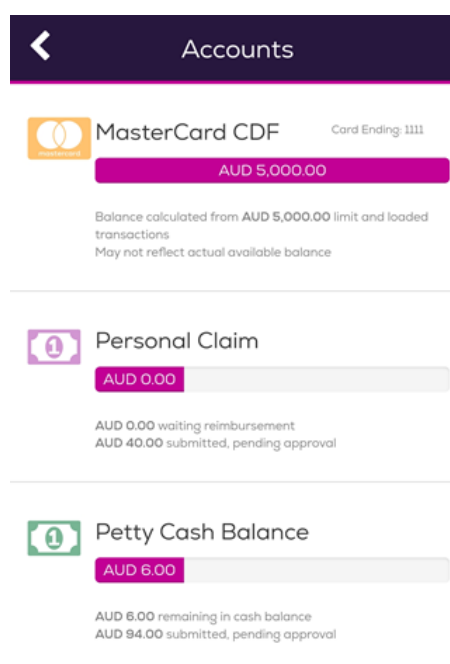 Accounts
MasterCard CDF
Card Ending: 1111
mastercard
AUD 5,000.00
Balance calculated from AUD 5,000.00 limit and loaded
transactions
May not reflect actual available balance
1
Personal Claim
AUD 0.00
AUD 0.00 waiting reimbursement
AUD 40.00 submitted, pending approval
1
Petty Cash Balance
AUD 6.00
AUD 6.00 remaining in cash balance
AUD 94.00 submitted, pending approval